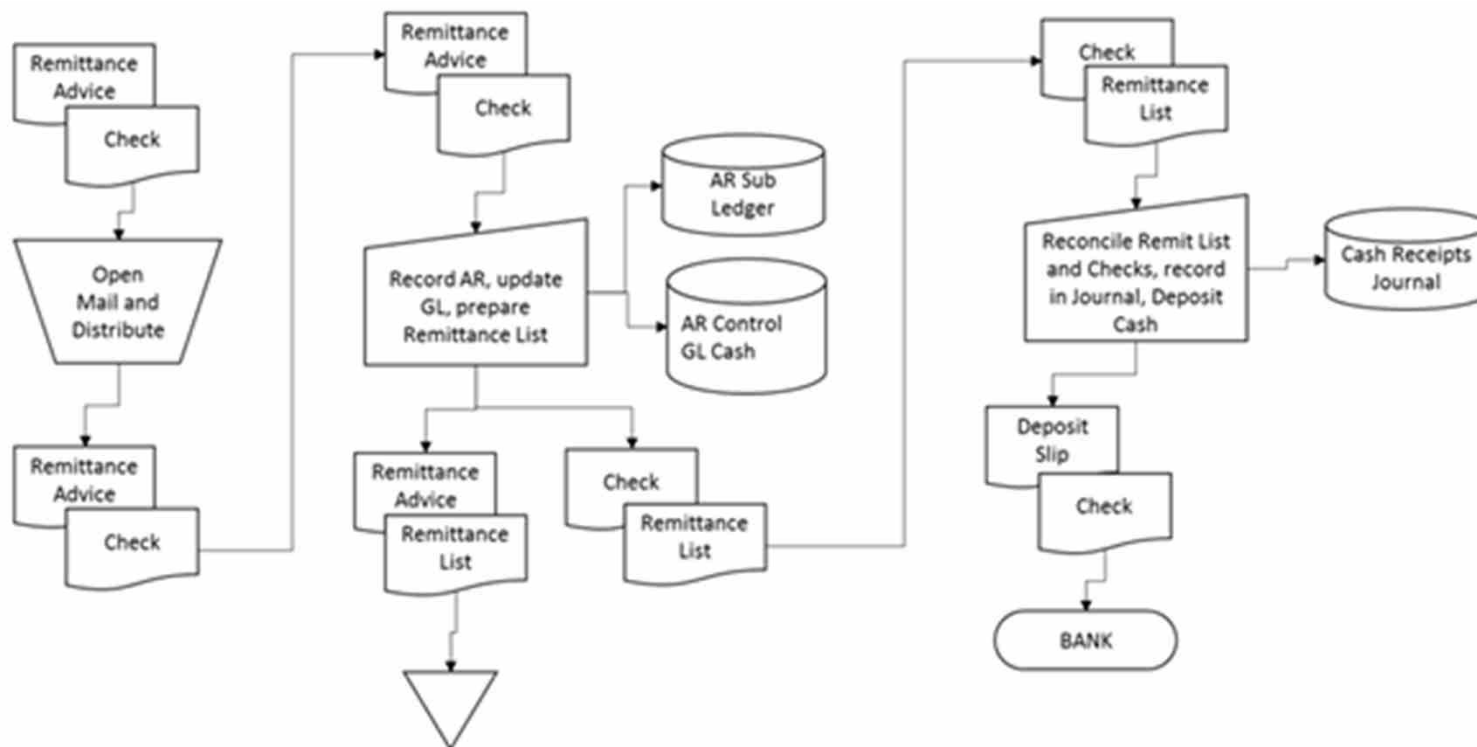 Remittance
Advice
Check
Open
Mail and
Distribute
Remittance
Advice
Check
Remittance
Advice
Check
Record AR, update
GL, prepare
Remittance List
AR Sub
Ledger
AR Control
GL Cash
Remittance
Advice
Remittance
List
Check
Remittance
List
Check
Remittance
List
Reconcile Remit List
and Checks, record
in Journal, Deposit
Cash
Cash Receipts
Journal
Deposit
Slip
Check
BANK